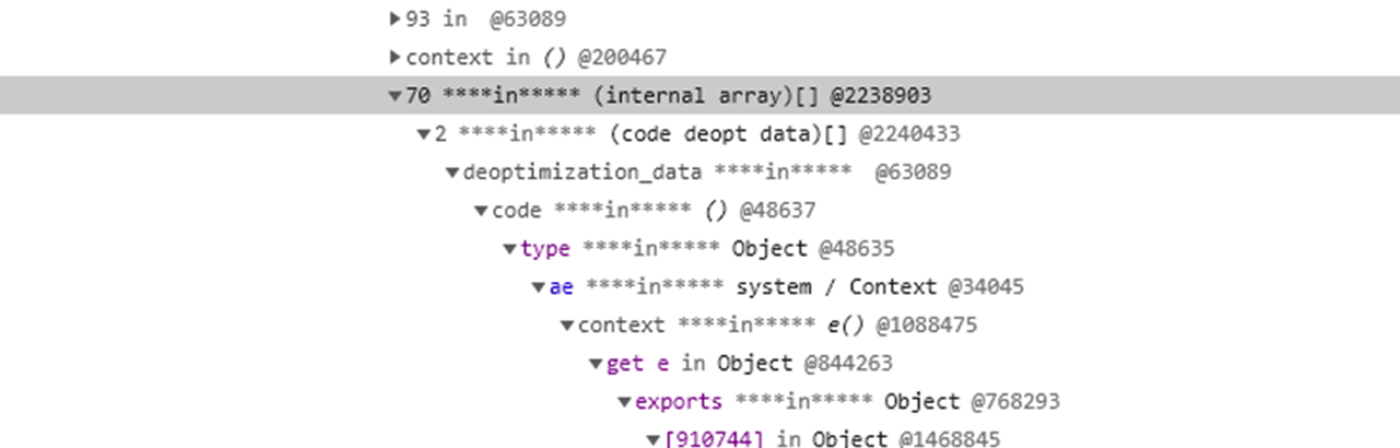 ▶93 in @63089
▶context in () @200467
▼70 ****in***** (internal array)[] @2238903
▼2 ****in***** (code deopt data)[] @2240433
▼deoptimization_data ****in***** @63089
▼code ****in***** () @48637
▼type ****in***** Object @48635
▼ae ****in***** system / Context @34045
▼context ****in***** e() @1088475
▼get e in Object @844263
▼exports ****in***** Object @768293
▼[910744] in Object @1468845